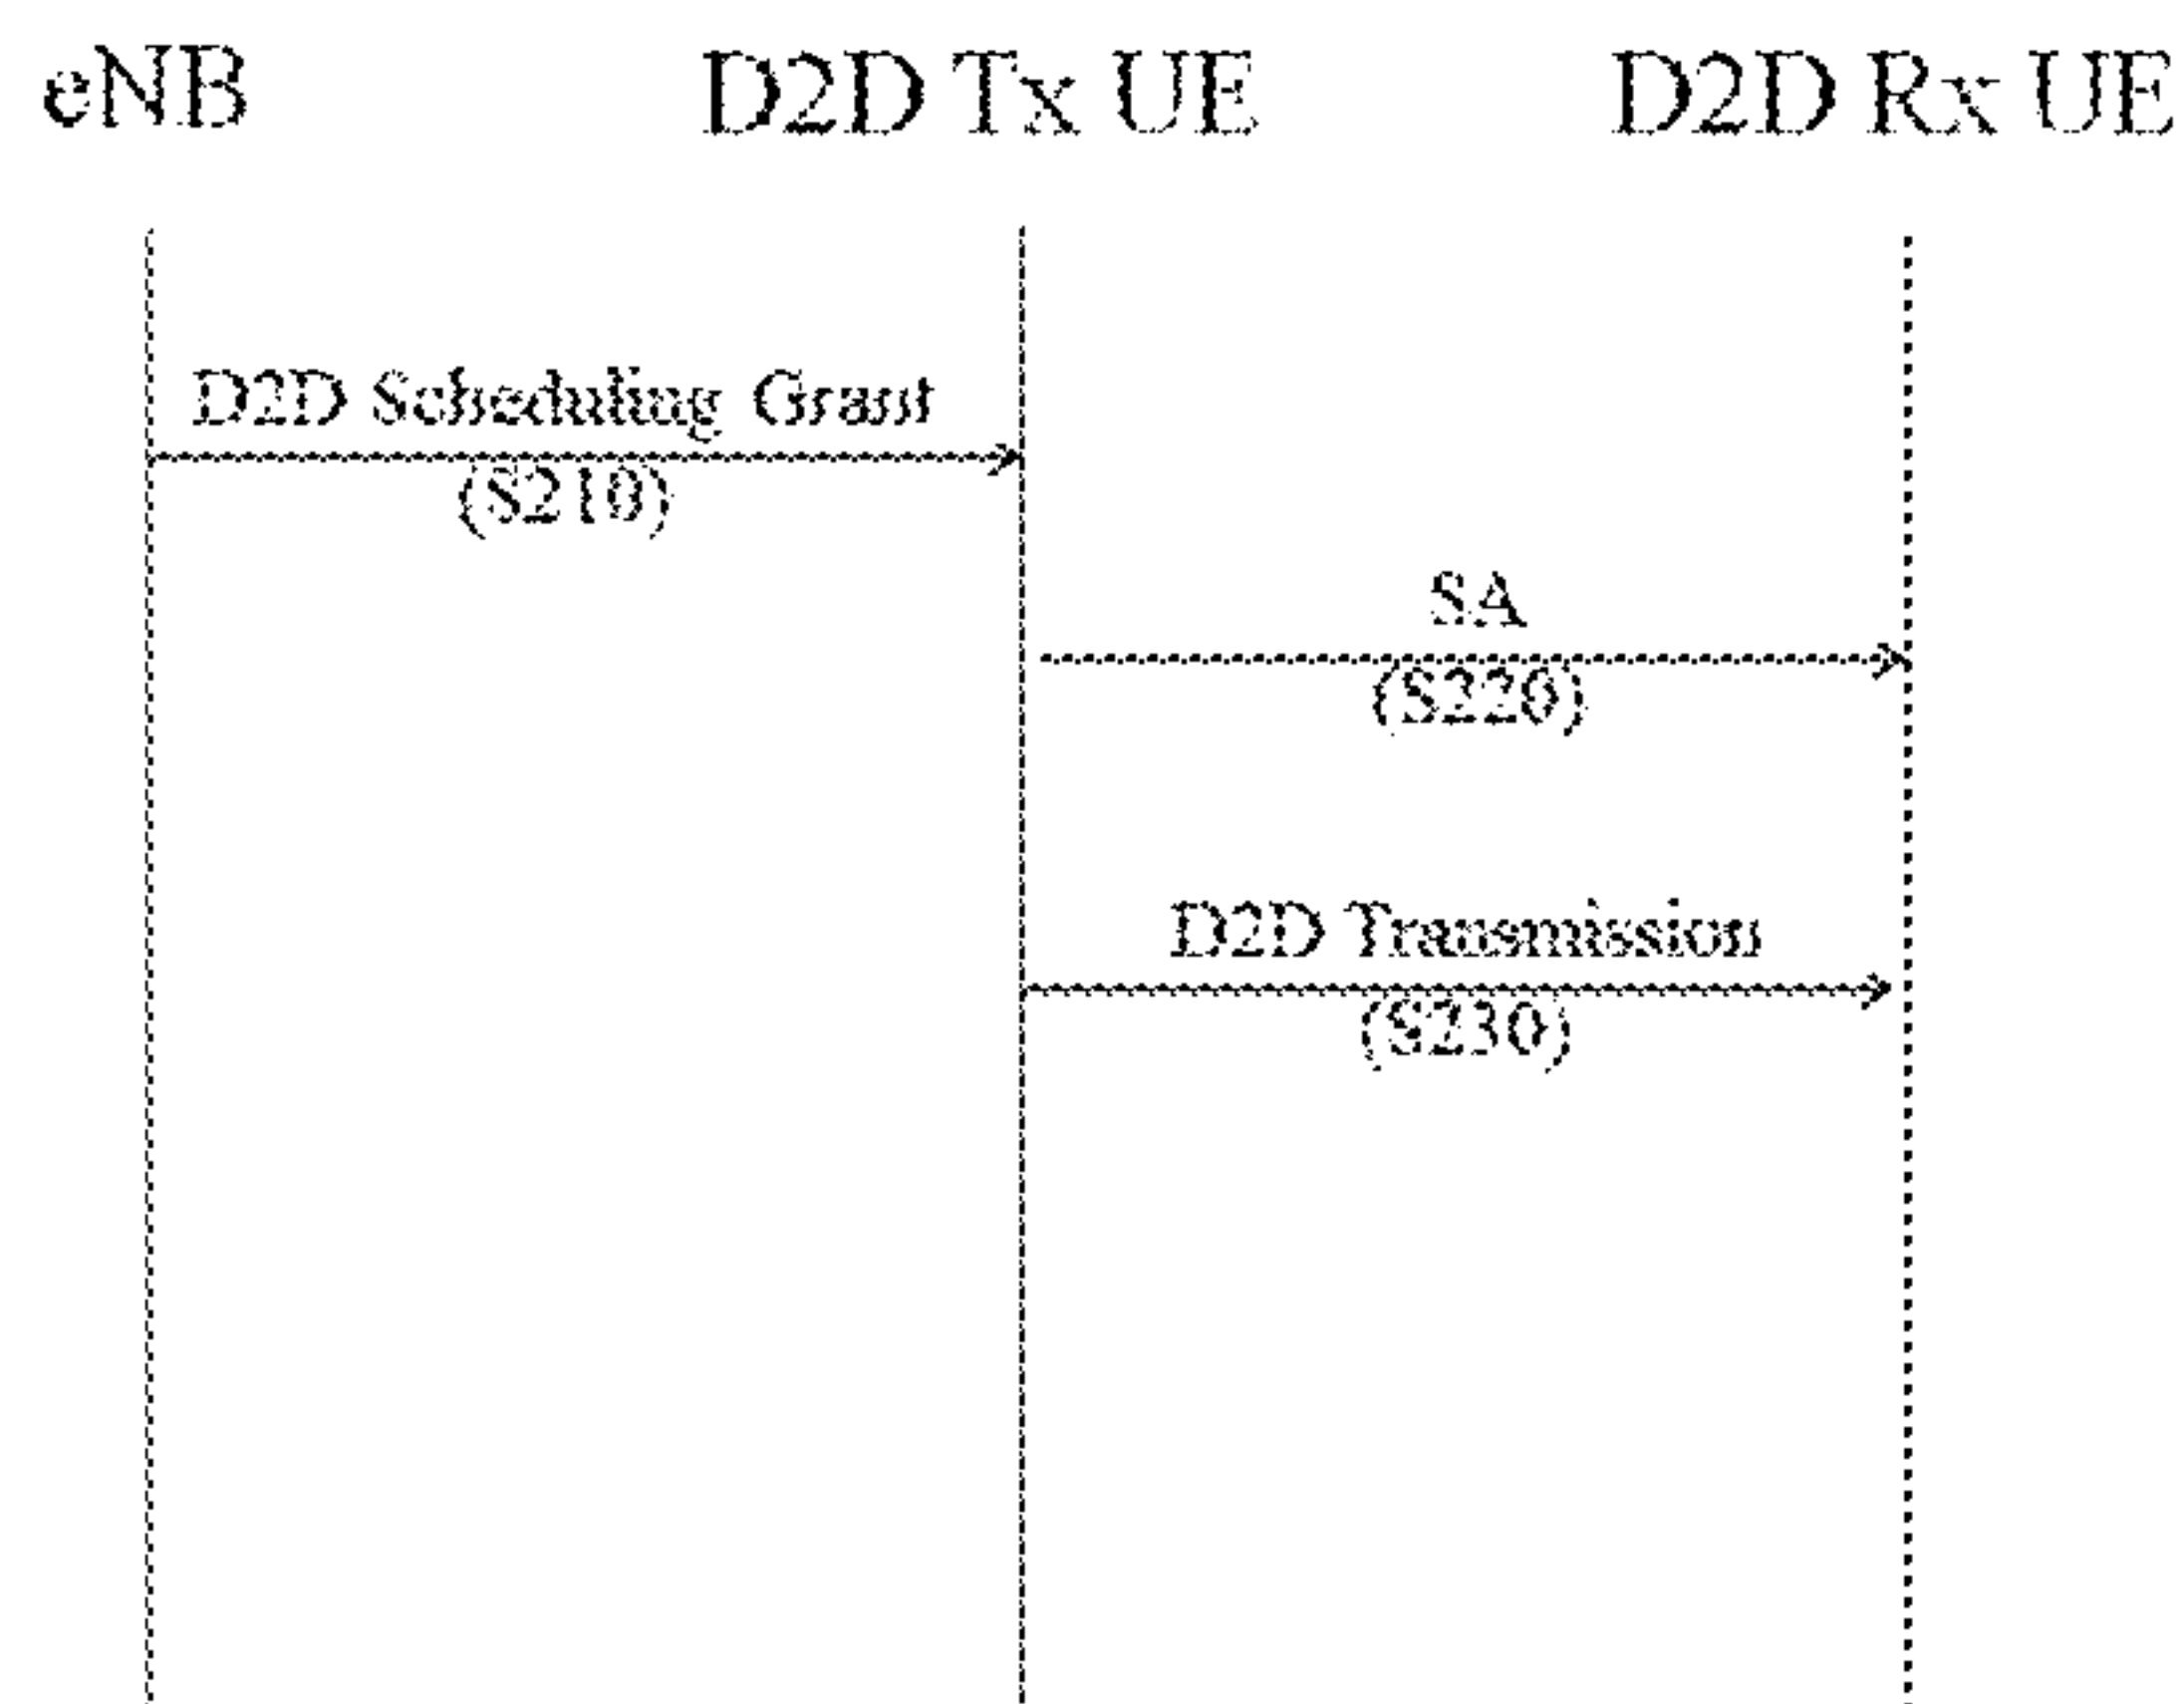 eNB D2D Tx UE D2D Rx UE
D2D Scheduling Grant
(S210)
SA
(S220)
D2D Transmission
(S230)